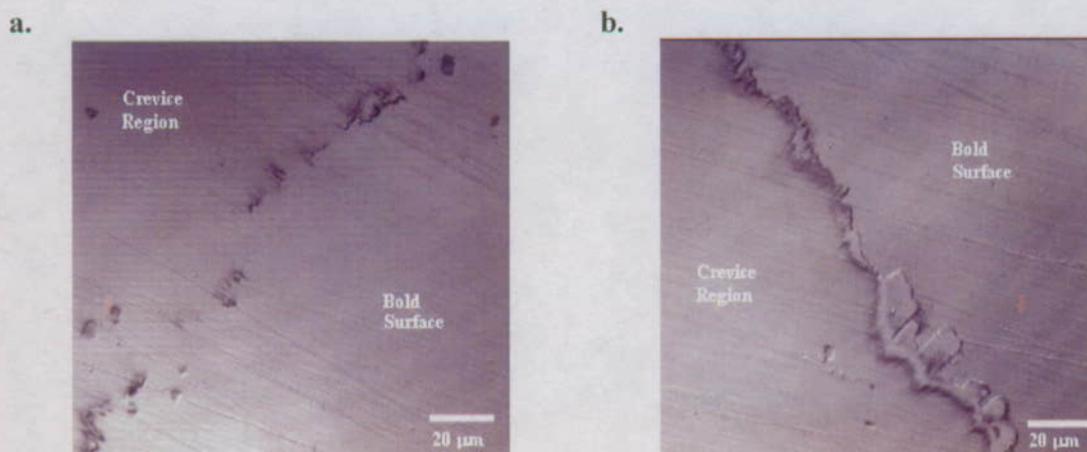 a.
Crevice
Region
Bold
Surface
20 μm
b.
Bold
Surface
Crevice
Region
20 μm